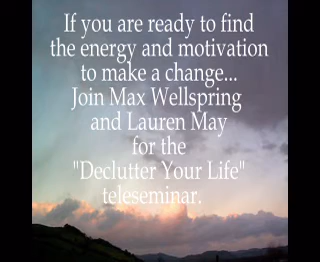 If you are ready to find
the energy and motivation
to make a change...
Join Max Wellspring
and Lauren May
for the
"Declutter Your Life"
teleseminar.